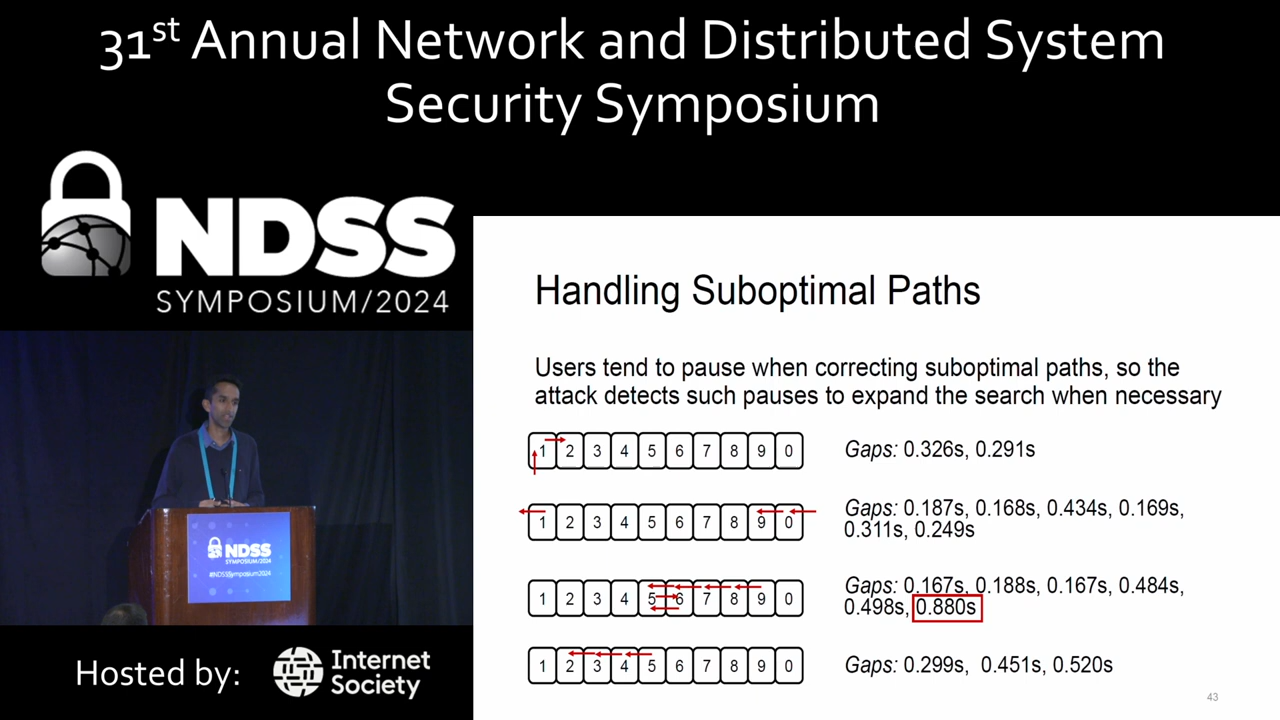 31st Annual Network and Distributed System
Security Symposium
NDSS
SYMPOSIUM/2024
Handling Suboptimal Paths
Users tend to pause when correcting suboptimal paths, so the
attack detects such pauses to expand the search when necessary
1 2 3 4 5 6 7 8 9 0 Gaps: 0.326s, 0.291s
1 2 3 4 5 6 7 8 9 0 Gaps: 0.187s, 0.168s, 0.434s, 0.169s,
0.311s, 0.249s
1 2 3 4 5 6 7 8 9 0 Gaps: 0.167s, 0.188s, 0.167s, 0.484s,
0.498s, 0.880s
1 2 3 4 5 6 7 8 9 0 Gaps: 0.299s, 0.451s, 0.520s
43
NDSS
SYMPOSIUM/2024
#NDSSSymposium2024
Hosted by:
Internet
Society